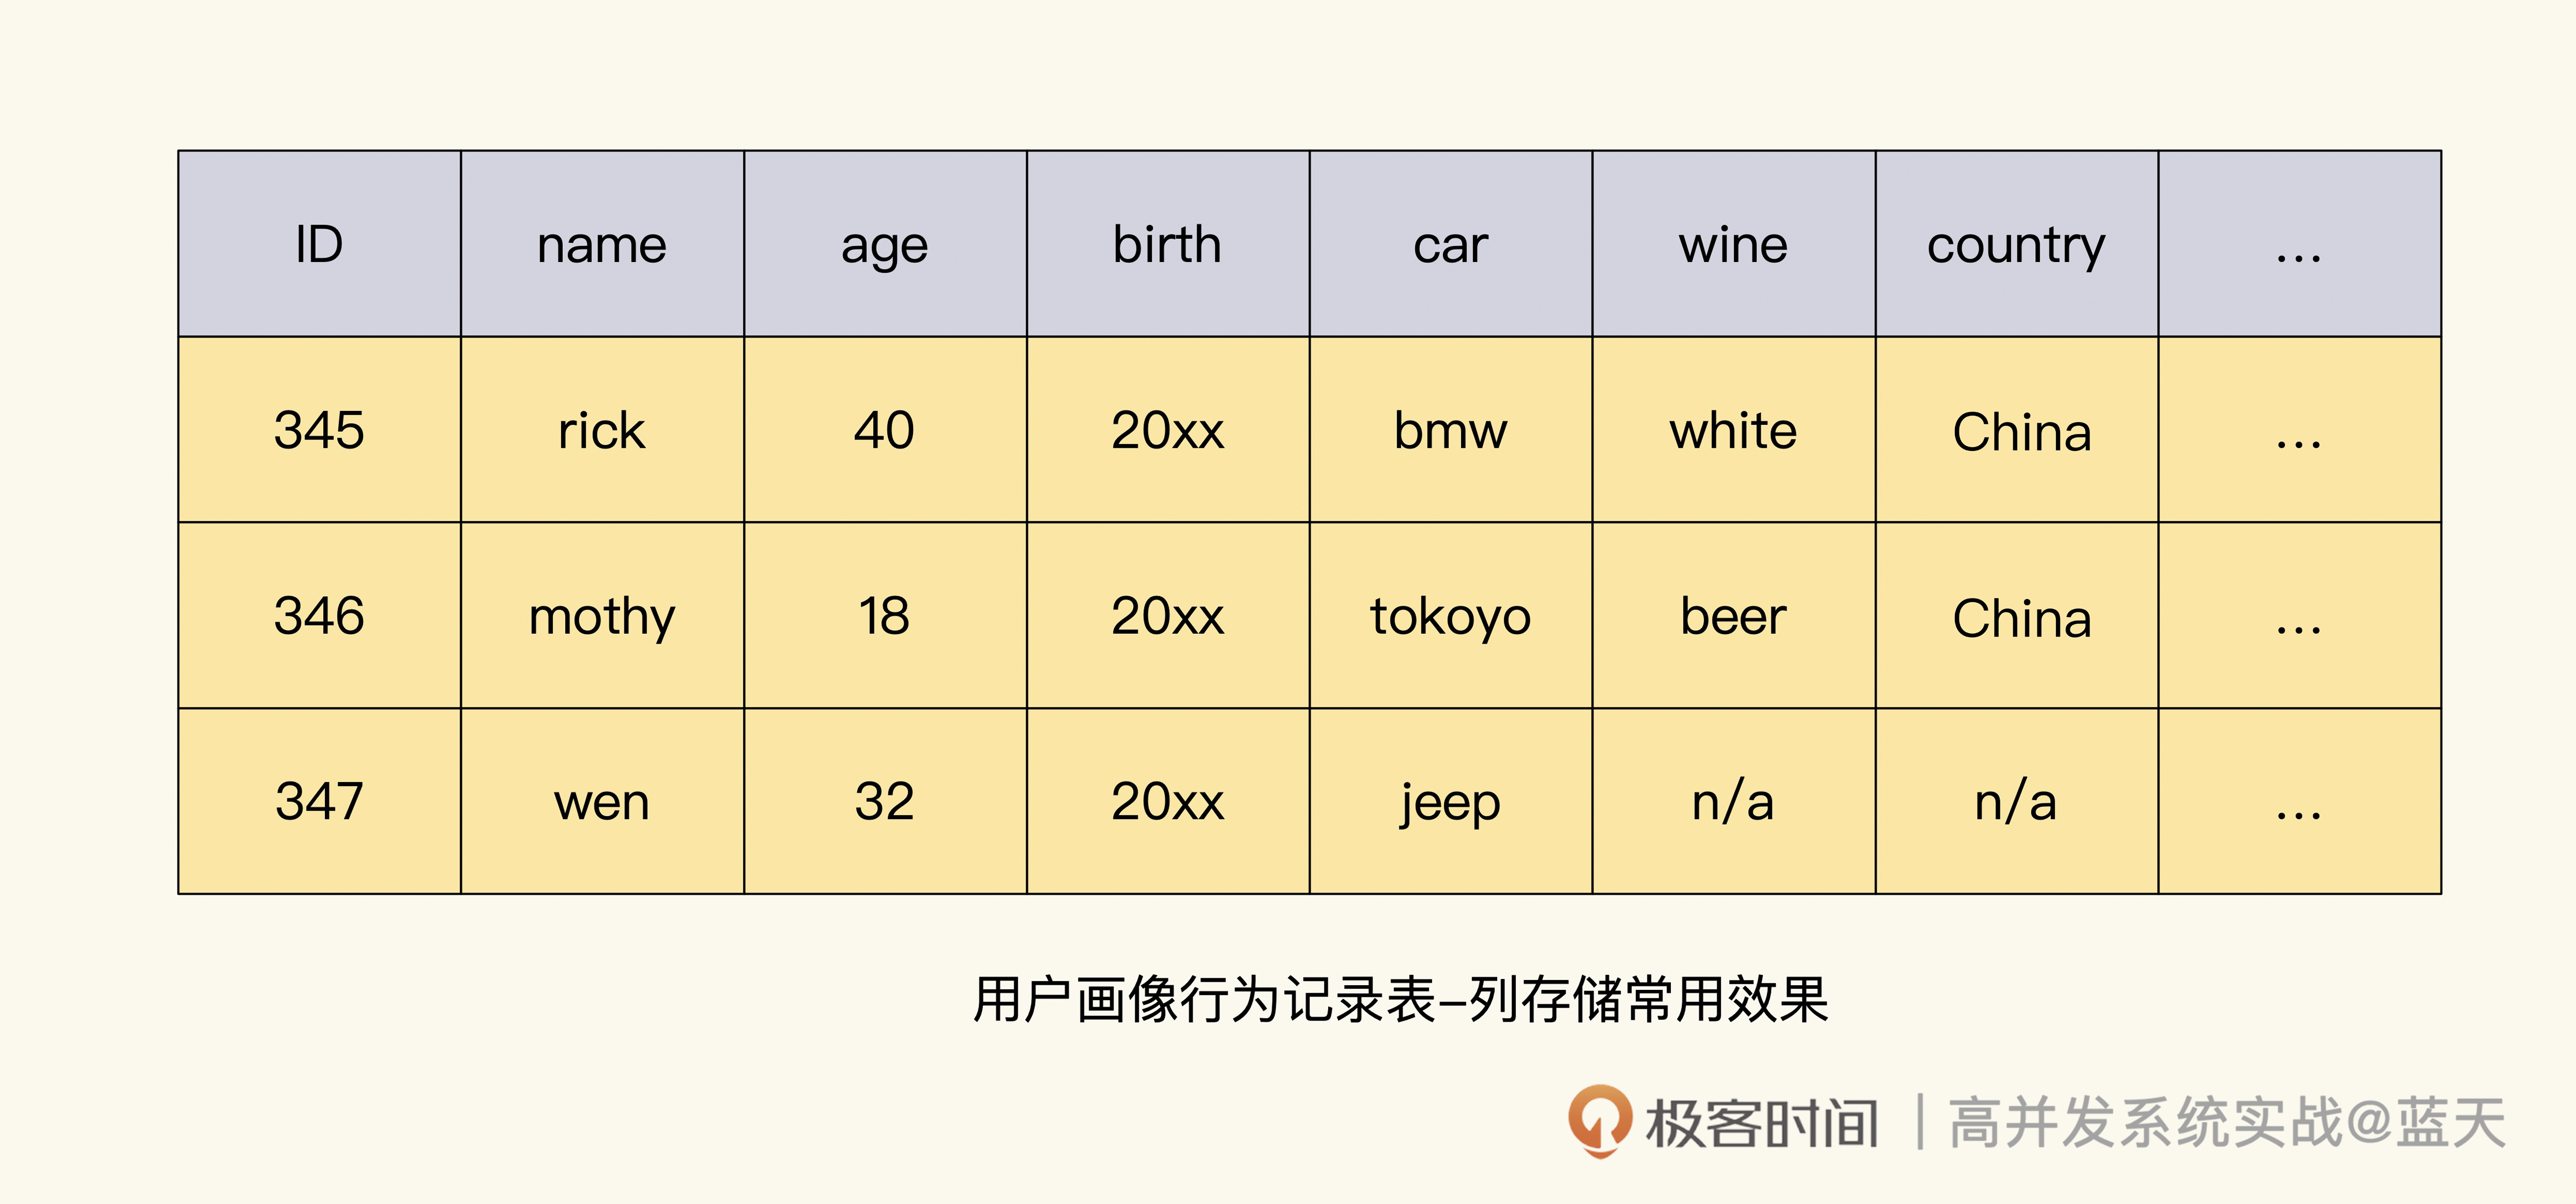 ID name age birth car wine country ...
345 rick 40 20xx bmw white China ...
346 mothy 18 20xx tokoyo beer China ...
347 wen 32 20xx jeep n/a n/a ...
用户画像行为记录表–列存储常用效果
极客时间 | 高并发系统实战@蓝天